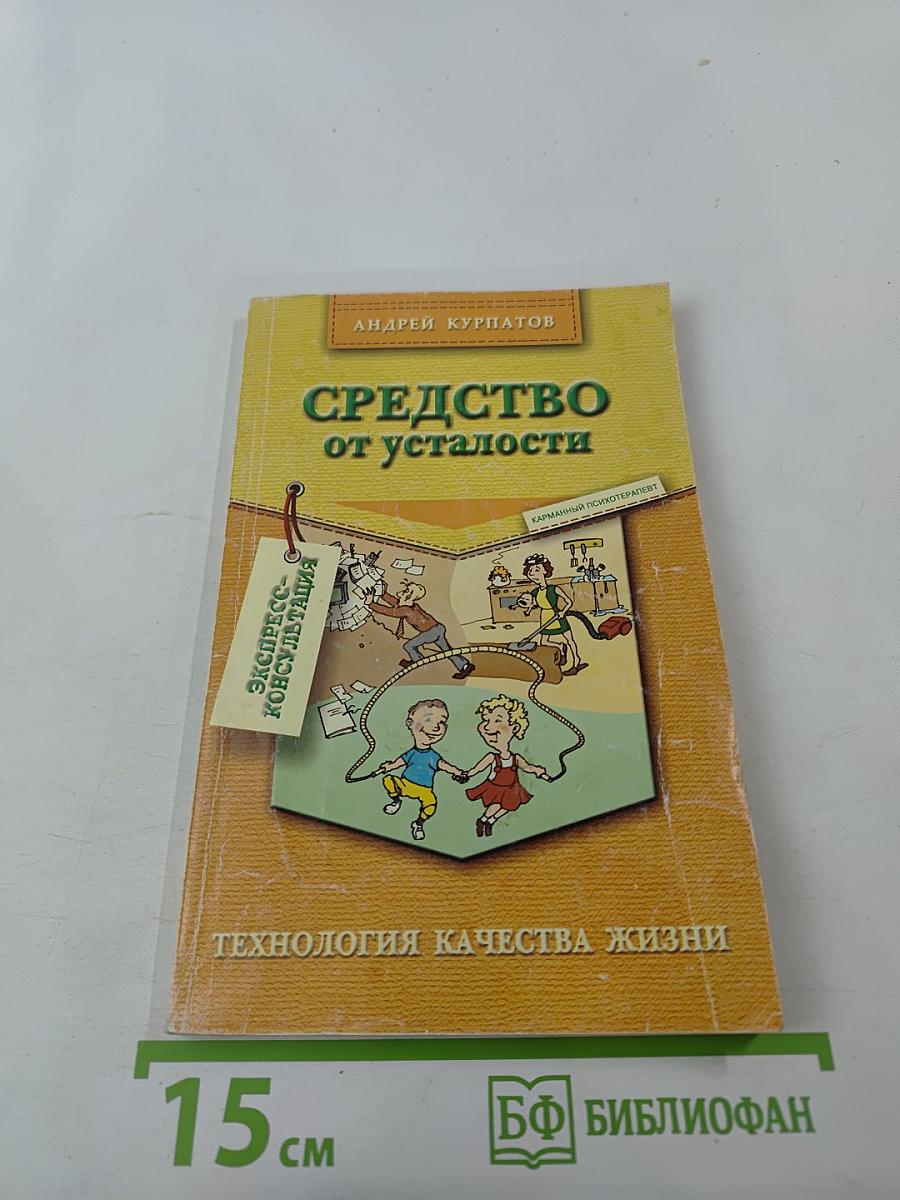 АНДРЕЙ КУРПАТОВ
СРЕДСТВО
от усталости
КАРМАННЫЙ ПСИХОТЕРАПЕВТ
ЭКСПРЕСС-
КОНСУЛЬТАЦИЯ
ТЕХНОЛОГИЯ КАЧЕСТВА ЖИЗНИ
15 см
БФ БИБЛИОФАН